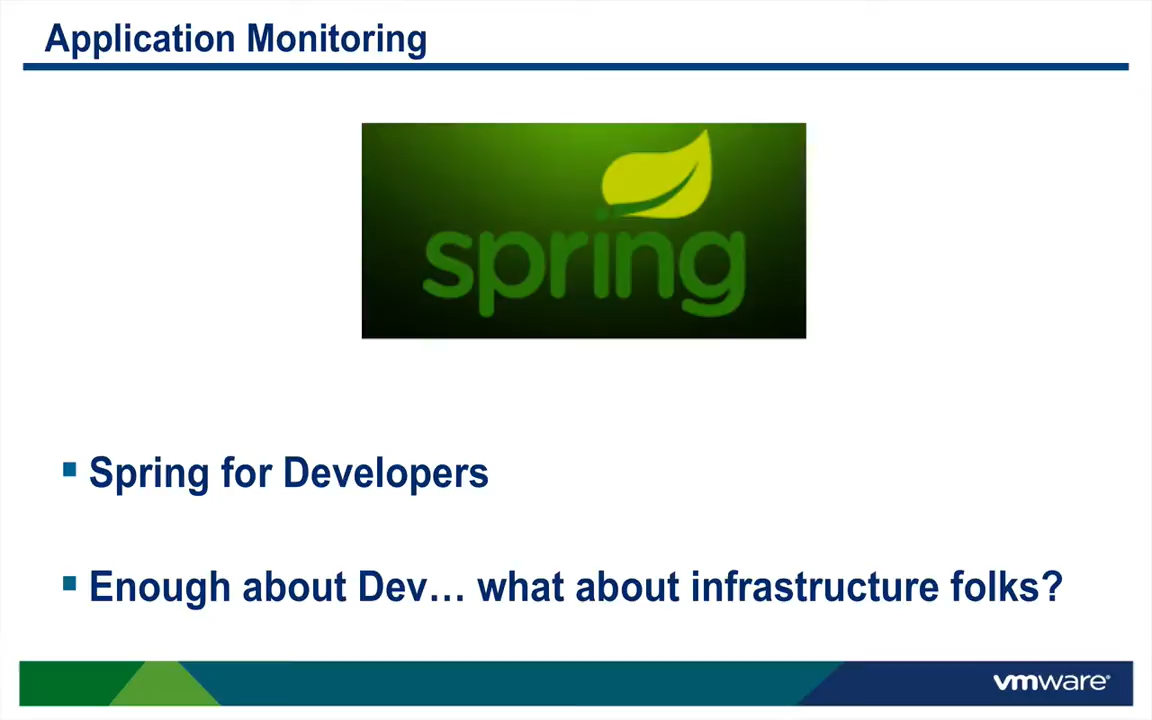 Application Monitoring
spring
Spring for Developers
Enough about Dev… what about infrastructure folks?
vmware®